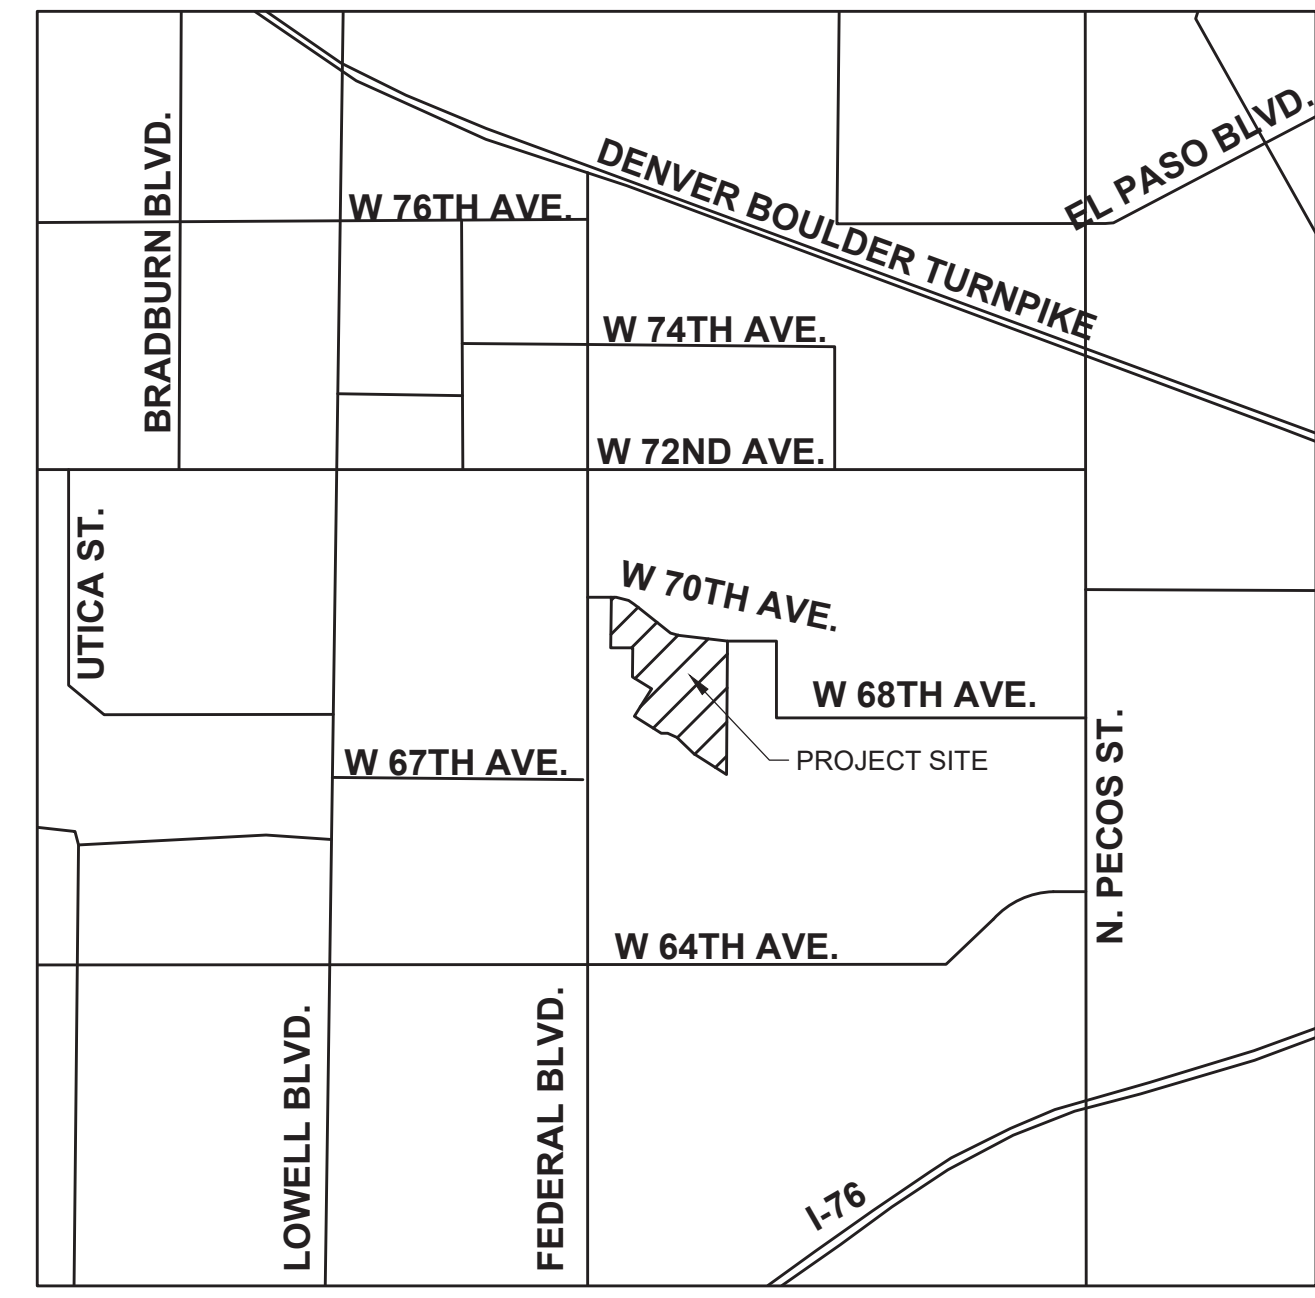 BRADBURN BLVD.
W 76TH AVE.
DENVER BOULDER TURNPIKE
EL PASO BLVD.
W 74TH AVE.
W 72ND AVE.
UTICA ST.
W 70TH AVE.
W 68TH AVE.
W 67TH AVE.
PROJECT SITE
N. PECOS ST.
W 64TH AVE.
LOWELL BLVD.
FEDERAL BLVD.
I-76